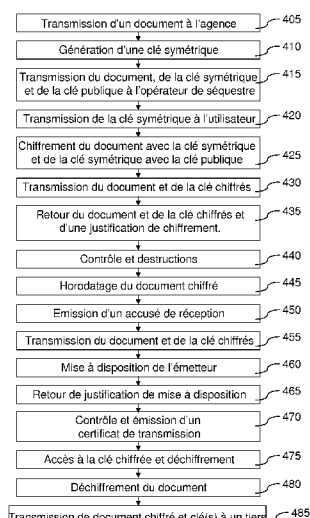 Transmission d'un document à l'agence
405
Génération d'une clé symétrique
410
Transmission du document, de la clé symétrique
et de la clé publique à l'opérateur de séquestre
415
Transmission de la clé symétrique à l'utilisateur
420
Chiffrement du document avec la clé symétrique
et de la clé symétrique avec la clé publique
425
Transmission du document et de la clé chiffrés
430
Retour du document et de la clé chiffrés et
d'une justification de chiffrement.
435
Contrôle et destructions
440
Horodatage du document chiffré
445
Emission d'un accusé de réception
450
Transmission du document et de la clé chiffrés
455
Mise à disposition de l'émetteur
460
Retour de justification de mise à disposition
465
Contrôle et émission d'un
certificat de transmission
470
Accès à la clé chiffrée et déchiffrement
475
Déchiffrement du document
480
Transmission de document chiffré et clé(s) à un tiers
485